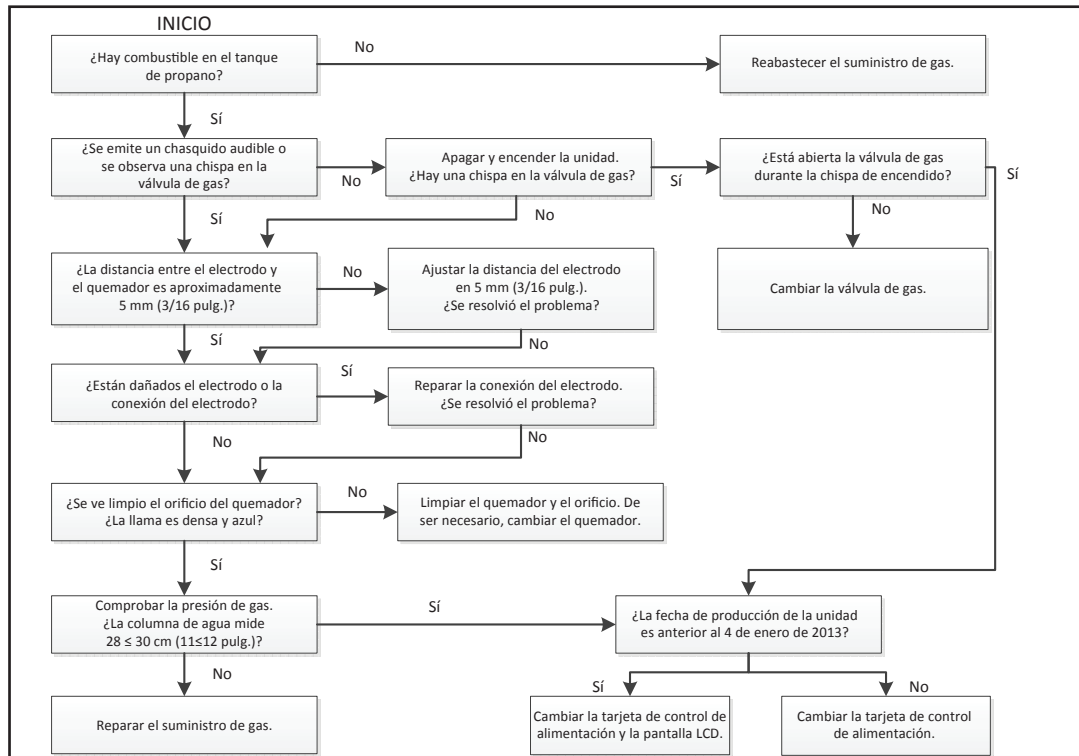 INICIO
¿Hay combustible en el tanque
de propano?
No
Reabastecer el suministro de gas.
Sí
¿Se emite un chasquido audible o
se observa una chispa en la
válvula de gas?
No
Apagar y encender la unidad.
¿Hay una chispa en la válvula de gas?
Sí
¿Está abierta la válvula de gas
durante la chispa de encendido?
Sí
Sí
No
No
¿La distancia entre el electrodo y
el quemador es aproximadamente
5 mm (3/16 pulg.)?
No
Ajustar la distancia del electrodo
en 5 mm (3/16 pulg.).
¿Se resolvió el problema?
Cambiar la válvula de gas.
Sí
No
¿Están dañados el electrodo o la
conexión del electrodo?
Sí
Reparar la conexión del electrodo.
¿Se resolvió el problema?
No
No
¿Se ve limpio el orificio del quemador?
¿La llama es densa y azul?
No
Limpiar el quemador y el orificio. De
ser necesario, cambiar el quemador.
Sí
Comprobar la presión de gas.
¿La columna de agua mide
28 ≤ 30 cm (11≤12 pulg.)?
Sí
¿La fecha de producción de la unidad
es anterior al 4 de enero de 2013?
No
Sí
No
Reparar el suministro de gas.
Cambiar la tarjeta de control de
alimentación y la pantalla LCD.
Cambiar la tarjeta de control
de alimentación.